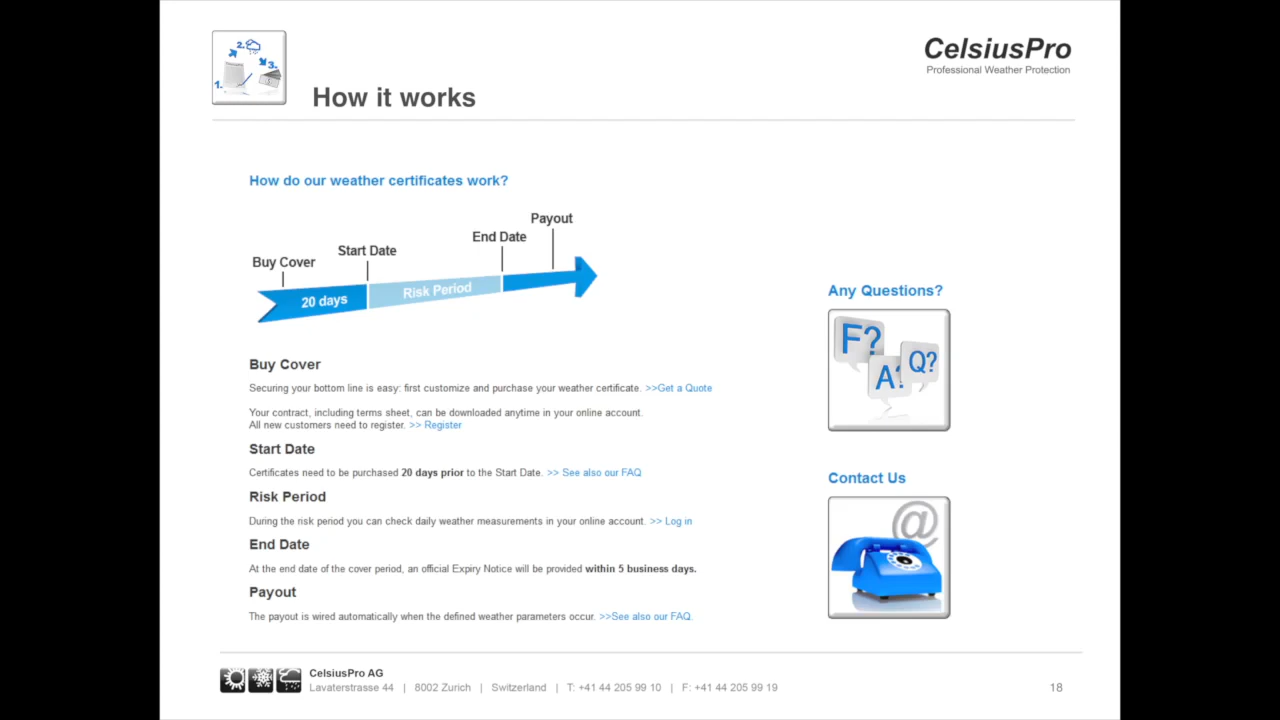 1.
2.
3.
How it works
CelsiusPro
Professional Weather Protection
How do our weather certificates work?
Buy Cover
Start Date
End Date
Payout
20 days
Risk Period
Buy Cover
Securing your bottom line is easy: first customize and purchase your weather certificate. >>Get a Quote
Your contract, including terms sheet, can be downloaded anytime in your online account.
All new customers need to register. >> Register
Start Date
Certificates need to be purchased 20 days prior to the Start Date. >> See also our FAQ
Risk Period
During the risk period you can check daily weather measurements in your online account. >> Log in
End Date
At the end date of the cover period, an official Expiry Notice will be provided within 5 business days.
Payout
The payout is wired automatically when the defined weather parameters occur. >>See also our FAQ.
Any Questions?
F?
A?
Q?
Contact Us
@
CelsiusPro AG
Lavaterstrasse 44 | 8002 Zurich | Switzerland | T: +41 44 205 99 10 | F: +41 44 205 99 19
18